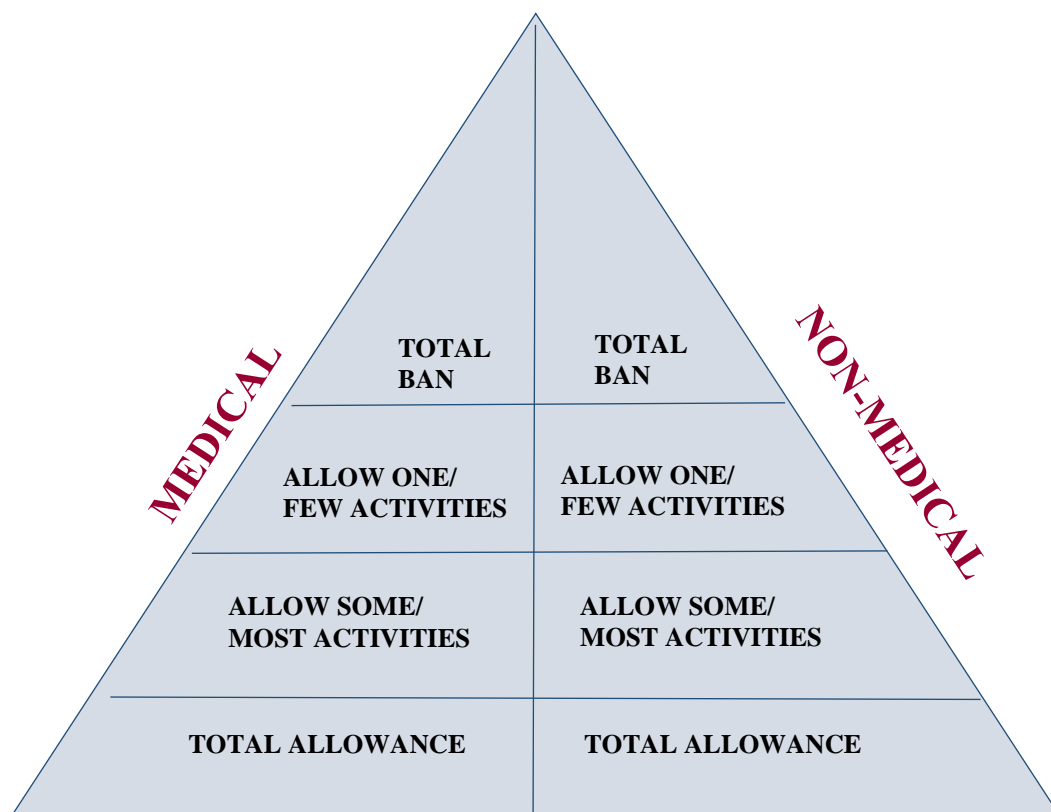 MEDICAL
NON-MEDICAL
TOTAL
BAN
TOTAL
BAN
ALLOW ONE/
FEW ACTIVITIES
ALLOW ONE/
FEW ACTIVITIES
ALLOW SOME/
MOST ACTIVITIES
ALLOW SOME/
MOST ACTIVITIES
TOTAL ALLOWANCE
TOTAL ALLOWANCE